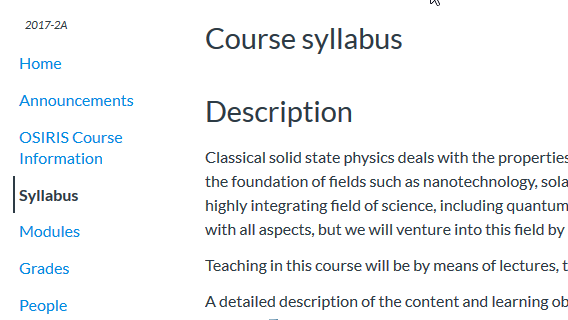 2017-2A
Home
Announcements
OSIRIS Course
Information
Syllabus
Modules
Grades
People
Course syllabus
Description
Classical solid state physics deals with the properties
the foundation of fields such as nanotechnology, sola
highly integrating field of science, including quantum
with all aspects, but we will venture into this field by
Teaching in this course will be by means of lectures, t
A detailed description of the content and learning ob